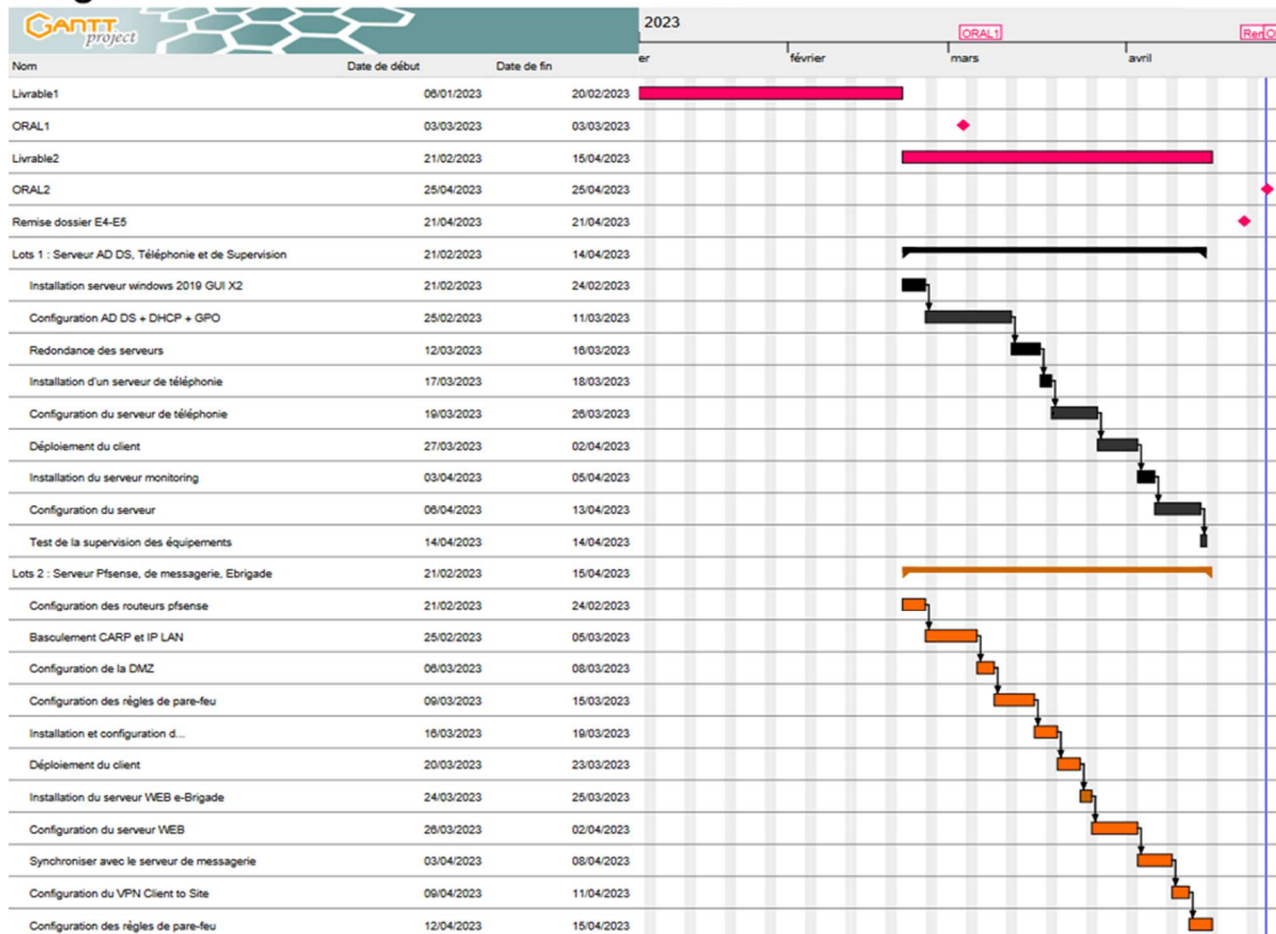 GANTT
project
2023
ORAL1
Nom Date de début Date de fin er février mars avril
Livrable1 06/01/2023 20/02/2023
ORAL1 03/03/2023 03/03/2023
Livrable2 21/02/2023 15/04/2023
ORAL2 25/04/2023 25/04/2023
Remise dossier E4-E5 21/04/2023 21/04/2023
Lots 1 : Serveur AD DS, Téléphonie et de Supervision 21/02/2023 14/04/2023
Installation serveur windows 2019 GUI X2 21/02/2023 24/02/2023
Configuration AD DS + DHCP + GPO 25/02/2023 11/03/2023
Redondance des serveurs 12/03/2023 16/03/2023
Installation d'un serveur de téléphonie 17/03/2023 18/03/2023
Configuration du serveur de téléphonie 19/03/2023 26/03/2023
Déploiement du client 27/03/2023 02/04/2023
Installation du serveur monitoring 03/04/2023 05/04/2023
Configuration du serveur 06/04/2023 13/04/2023
Test de la supervision des équipements 14/04/2023 14/04/2023
Lots 2 : Serveur Pfsense, de messagerie, Ebrigade 21/02/2023 15/04/2023
Configuration des routeurs pfsense 21/02/2023 24/02/2023
Basculement CARP et IP LAN 25/02/2023 05/03/2023
Configuration de la DMZ 06/03/2023 08/03/2023
Configuration des règles de pare-feu 09/03/2023 15/03/2023
Installation et configuration d... 16/03/2023 19/03/2023
Déploiement du client 20/03/2023 23/03/2023
Installation du serveur WEB e-Brigade 24/03/2023 25/03/2023
Configuration du serveur WEB 26/03/2023 02/04/2023
Synchroniser avec le serveur de messagerie 03/04/2023 08/04/2023
Configuration du VPN Client to Site 09/04/2023 11/04/2023
Configuration des règles de pare-feu 12/04/2023 15/04/2023